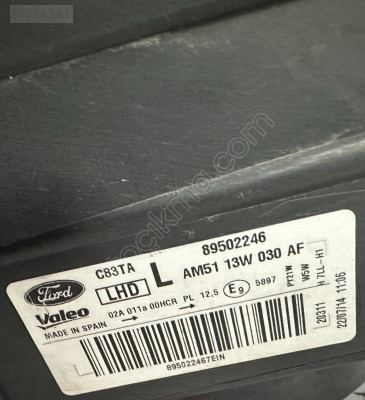 C83TA
89502246
Ford
LHD
L
AM51 13W 030 AF
Valeo
MADE IN SPAIN
02A 011a 00HCR PL 12,5 E9 5897
PY21W
W5W
H 7LL-H1
20311
22/07/14 11:06
895022467EIN